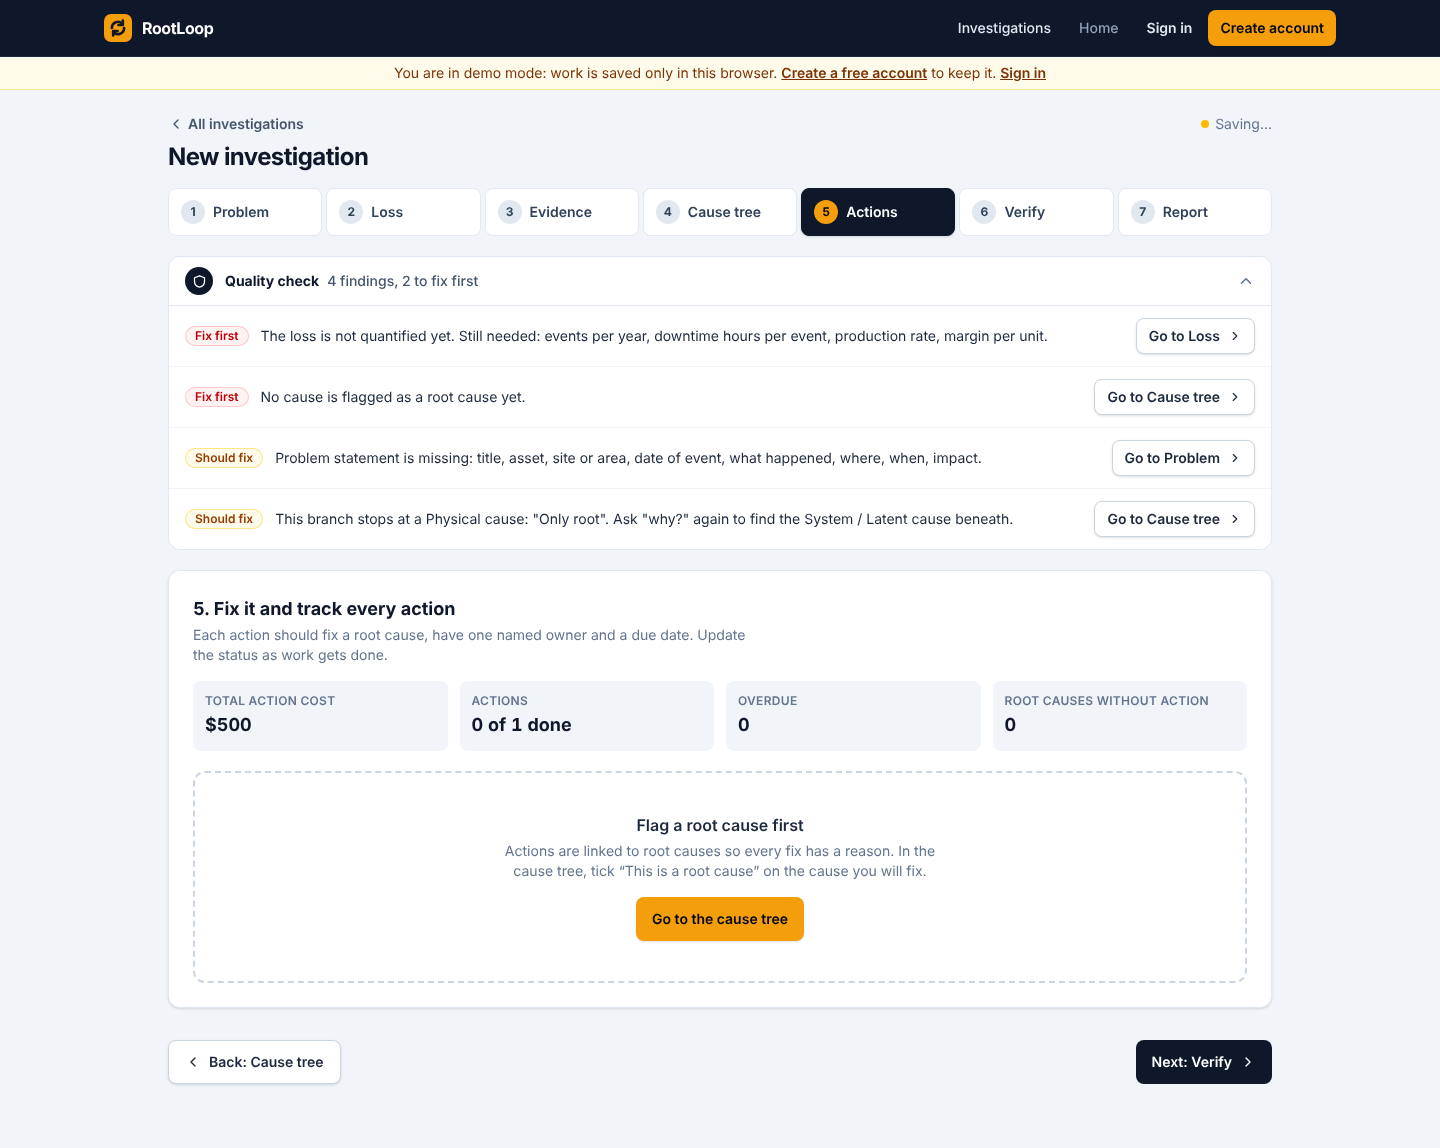 RootLoop
Investigations
Home
Sign in
Create account
You are in demo mode: work is saved only in this browser. Create a free account to keep it. Sign in
All investigations
Saving...
New investigation
1 Problem
2 Loss
3 Evidence
4 Cause tree
5 Actions
6 Verify
7 Report
Quality check 4 findings, 2 to fix first
Fix first The loss is not quantified yet. Still needed: events per year, downtime hours per event, production rate, margin per unit. Go to Loss
Fix first No cause is flagged as a root cause yet. Go to Cause tree
Should fix Problem statement is missing: title, asset, site or area, date of event, what happened, where, when, impact. Go to Problem
Should fix This branch stops at a Physical cause: "Only root". Ask "why?" again to find the System / Latent cause beneath. Go to Cause tree
5. Fix it and track every action
Each action should fix a root cause, have one named owner and a due date. Update
the status as work gets done.
TOTAL ACTION COST
$500
ACTIONS
0 of 1 done
OVERDUE
0
ROOT CAUSES WITHOUT ACTION
0
Flag a root cause first
Actions are linked to root causes so every fix has a reason. In the
cause tree, tick “This is a root cause” on the cause you will fix.
Go to the cause tree
Back: Cause tree
Next: Verify